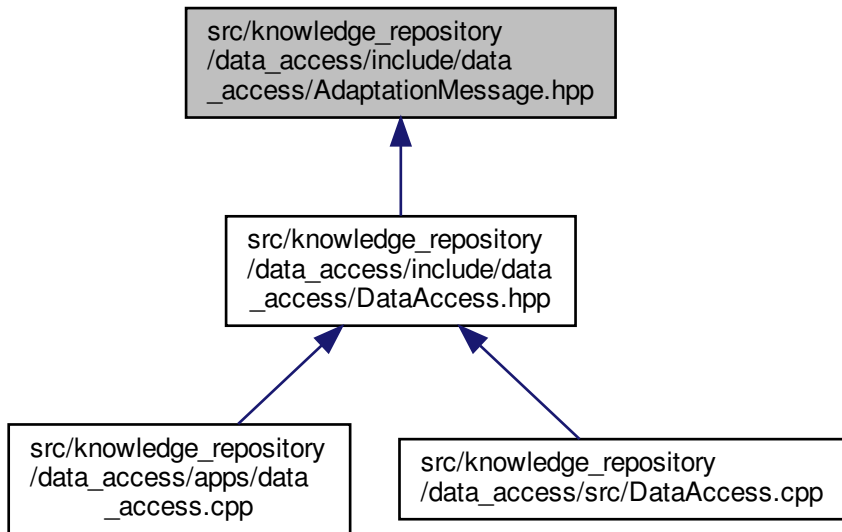 src/knowledge_repository
/data_access/include/data
_access/AdaptationMessage.hpp
src/knowledge_repository
/data_access/include/data
_access/DataAccess.hpp
src/knowledge_repository
/data_access/apps/data
_access.cpp
src/knowledge_repository
/data_access/src/DataAccess.cpp